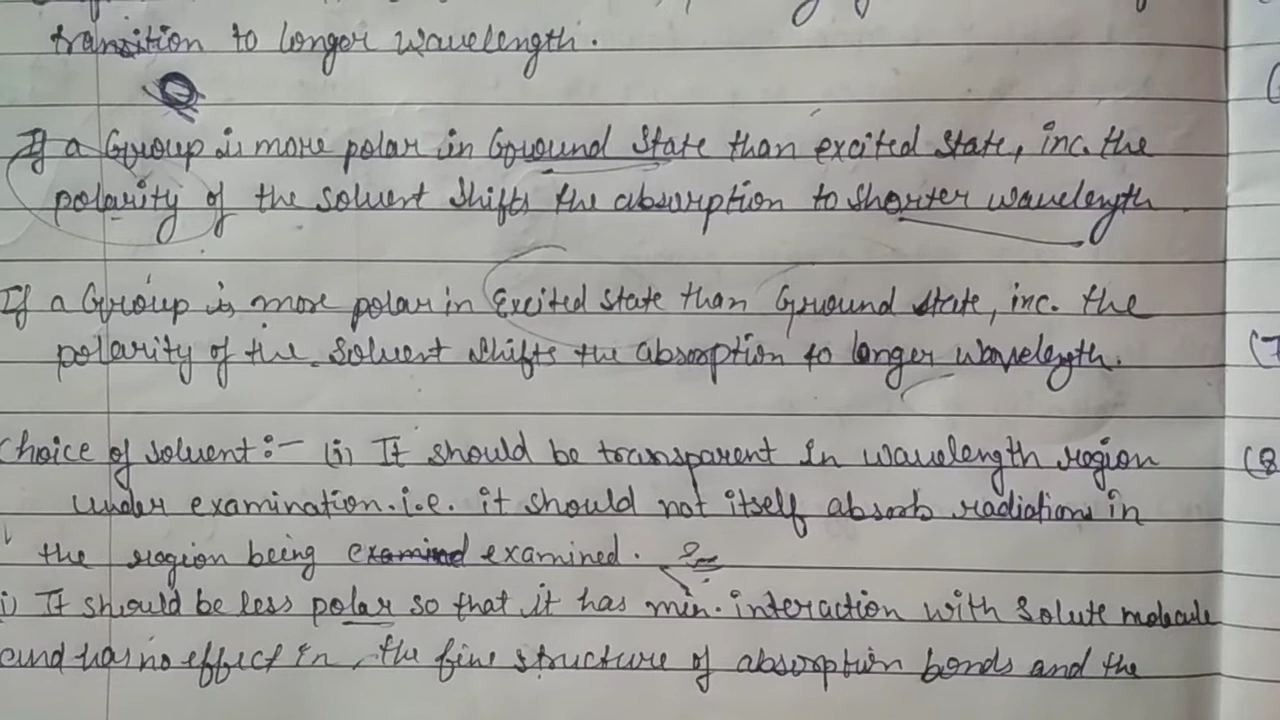 transition to longer wavelength.
If a Group is more polar in Ground State than excited state, inc. the
polarity of the solvent shifts the absorption to shorter wavelength
If a Group is more polar in Excited state than Ground state, inc. the
polarity of the solvent shifts the absorption to longer wavelength.
Choice of solvent:- (i) It should be transparent in wavelength region
under examination. i.e. it should not itself absorb radiations in
the region being examined examined.
i) It should be less polar so that it has min. interaction with solute molecule
and has no effect in the fine structure of absorption bonds and the